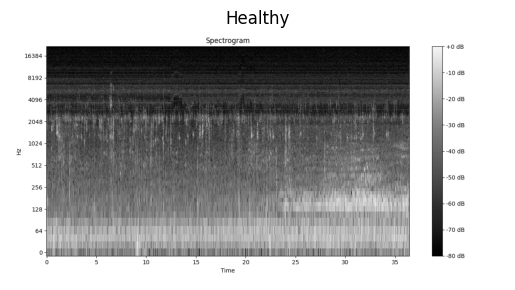 Healthy
Spectrogram
16384
8192
4096
2048
1024
512
256
128
64
0
Hz
0 5 10 15 20 25 30 35
Time
+0 dB
-10 dB
-20 dB
-30 dB
-40 dB
-50 dB
-60 dB
-70 dB
-80 dB